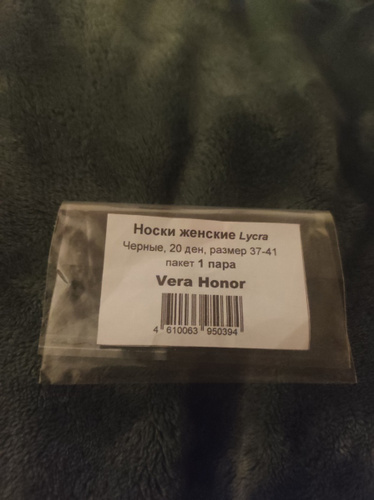 Носки женские Lycra
Черные, 20 ден, размер 37-41
пакет 1 пара
Vera Honor
4 610063 950394